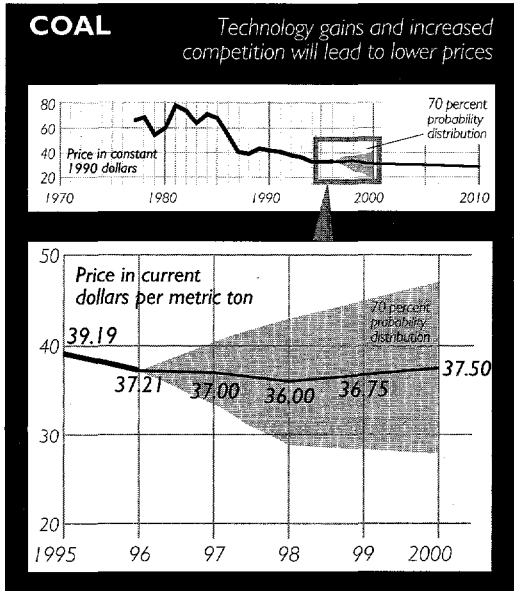 COAL
Technology gains and increased
competition will lead to lower prices
80
60
40
20
Price in constant
1990 dollars
70 percent
probability
distribution
1970 1980 1990 2000 2010
50
40
30
20
Price in current
dollars per metric ton
70 percent
probability
distribution
39.19
37.21
37.00
36.00
36.75
37.50
1995 96 97 98 99 2000